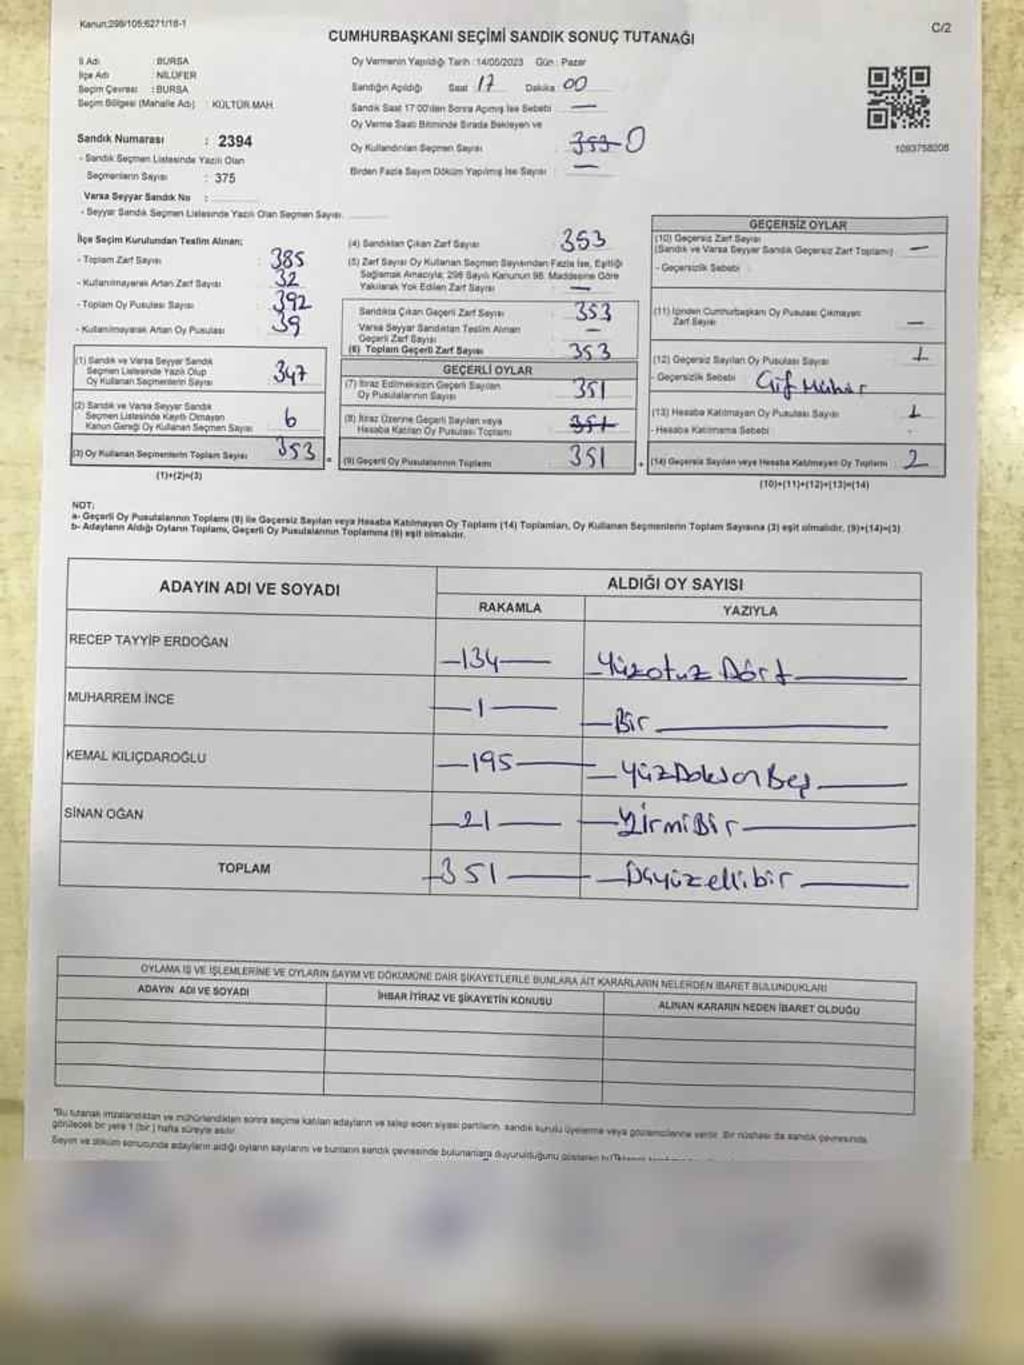 Kanun:298/105;6271/18-1
C/2
CUMHURBAŞKANI SEÇİMİ SANDIK SONUÇ TUTANAĞI
İl Adı : BURSA
İlçe Adı : NİLÜFER
Seçim Çevresi : BURSA
Seçim Bölgesi (Mahalle Adı) : KÜLTÜR MAH.
Sandık Numarası : 2394
- Sandık Seçmen Listesinde Yazılı Olan
Seçmenlerin Sayısı : 375
Varsa Seyyar Sandık No :
- Seyyar Sandık Seçmen Listesinde Yazılı Olan Seçmen Sayısı
Oy Vermenin Yapıldığı Tarih : 14/05/2023 Gün : Pazar
Sandığın Açıldığı Saat 17 Dakika 00
Sandık Saat 17:00'den Sonra Açmış İse Sebebi —
Oy Verme Saati Bitiminde Sırada Bekleyen ve
Oy Kullandırılan Seçmen Sayısı 353 0
Birden Fazla Sayım Döküm Yapılmış İse Sayısı —
1093758208
İlçe Seçim Kurulundan Teslim Alınan;
- Toplam Zarf Sayısı : 385
- Kullanılmayarak Artan Zarf Sayısı : 32
- Toplam Oy Pusulası Sayısı : 392
- Kullanılmayarak Artan Oy Pusulası : 39
(1) Sandık ve Varsa Seyyar Sandık
Seçmen Listesinde Yazılı Olup
Oy Kullanan Seçmenlerin Sayısı : 347
(2) Sandık ve Varsa Seyyar Sandık
Seçmen Listesinde Kayıtlı Olmayan
Kanun Gereği Oy Kullanan Seçmen Sayısı : 6
(3) Oy Kullanan Seçmenlerin Toplam Sayısı : 353
(1)+(2)=(3)
(4) Sandıktan Çıkan Zarf Sayısı 353
(5) Zarf Sayısı Oy Kullanan Seçmen Sayısından Fazla İse, Eşitliği
Sağlamak Amacıyla; 298 Sayılı Kanunun 98. Maddesine Göre
Yakılarak Yok Edilen Zarf Sayısı —
Sandıkta Çıkan Geçerli Zarf Sayısı 353
Varsa Seyyar Sandıktan Teslim Alınan
Geçerli Zarf Sayısı —
(6) Toplam Geçerli Zarf Sayısı 353
GEÇERLİ OYLAR
(7) İtiraz Edilmeksizin Geçerli Sayılan
Oy Pusulalarının Sayısı 351
(8) İtiraz Üzerine Geçerli Sayılan veya
Hesaba Katılan Oy Pusulası Toplamı 351
(9) Geçerli Oy Pusulalarının Toplamı 351
GEÇERSİZ OYLAR
(10) Geçersiz Zarf Sayısı
(Sandık ve Varsa Seyyar Sandık Geçersiz Zarf Toplamı) —
- Geçersizlik Sebebi
(11) İçinden Cumhurbaşkanı Oy Pusulası Çıkmayan
Zarf Sayısı —
(12) Geçersiz Sayılan Oy Pusulası Sayısı 1
- Geçersizlik Sebebi Çif Mühür
(13) Hesaba Katılmayan Oy Pusulası Sayısı 1
- Hesaba Katılmama Sebebi
(14) Geçersiz Sayılan veya Hesaba Katılmayan Oy Toplamı : 2
(10)+(11)+(12)+(13)=(14)
NOT:
a- Geçerli Oy Pusulalarının Toplamı (9) ile Geçersiz Sayılan veya Hesaba Katılmayan Oy Toplamı (14) Toplamları, Oy Kullanan Seçmenlerin Toplam Sayısına (3) eşit olmalıdır. (9)+(14)=(3)
b- Adayların Aldığı Oyların Toplamı, Geçerli Oy Pusulalarının Toplamına (9) eşit olmalıdır.
ADAYIN ADI VE SOYADI
ALDIĞI OY SAYISI
RAKAMLA YAZIYLA
RECEP TAYYİP ERDOĞAN —134— —Yüzotuz Dört—
MUHARREM İNCE —1— —Bir—
KEMAL KILIÇDAROĞLU —195— —YüzDoksanBeş—
SİNAN OĞAN —21— —YirmiBir—
TOPLAM —351— —Üçyüzellibir—
OYLAMA İŞ VE İŞLEMLERİNE VE OYLARIN SAYIM VE DÖKÜMÜNE DAİR ŞİKAYETLERLE BUNLARA AİT KARARLARIN NELERDEN İBARET BULUNDUKLARI
ADAYIN ADI VE SOYADI İHBAR İTİRAZ VE ŞİKAYETİN KONUSU ALINAN KARARIN NEDEN İBARET OLDUĞU
"Bu tutanak imzalandıktan ve mühürlendikten sonra seçime katılan adayların ve talep eden siyasi partilerin, sandık kurulu üyelerine veya gözlemcilerine verilir. Bir nüshası da sandık çevresinde
görülecek bir yere 1 (bir) hafta süreyle asılır.
Sayım ve döküm sonucunda adayların aldığı oyların sayılarını ve bunların sandık çevresinde bulunanlara duyurulduğunu gösteren